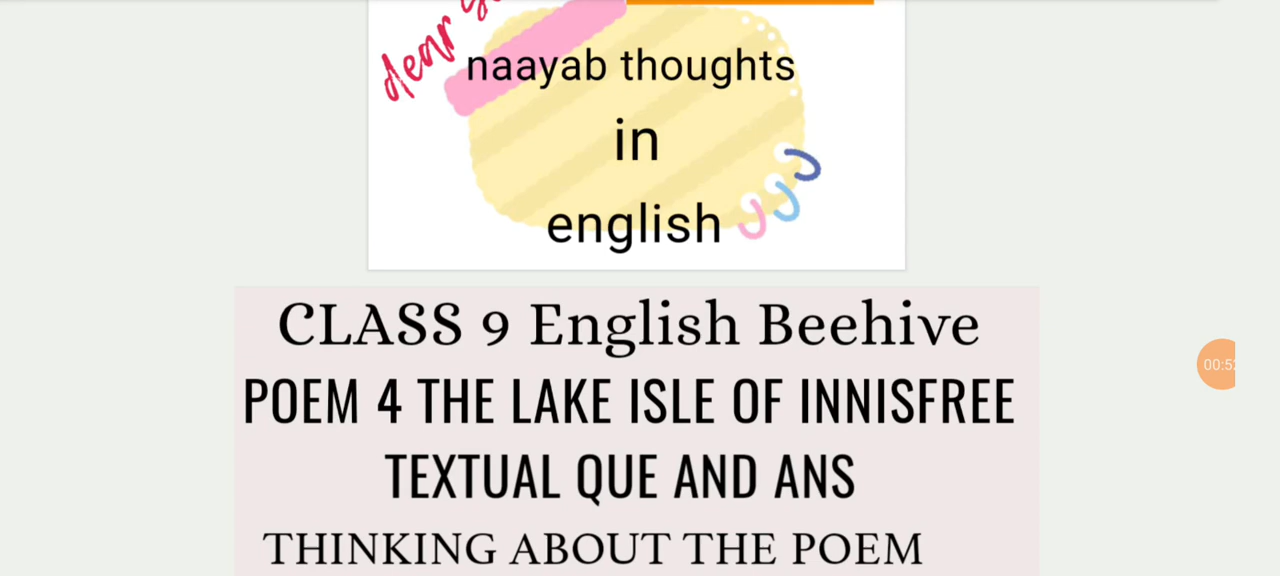 dear
naayab thoughts
in
english
CLASS 9 English Beehive
POEM 4 THE LAKE ISLE OF INNISFREE
TEXTUAL QUE AND ANS
THINKING ABOUT THE POEM